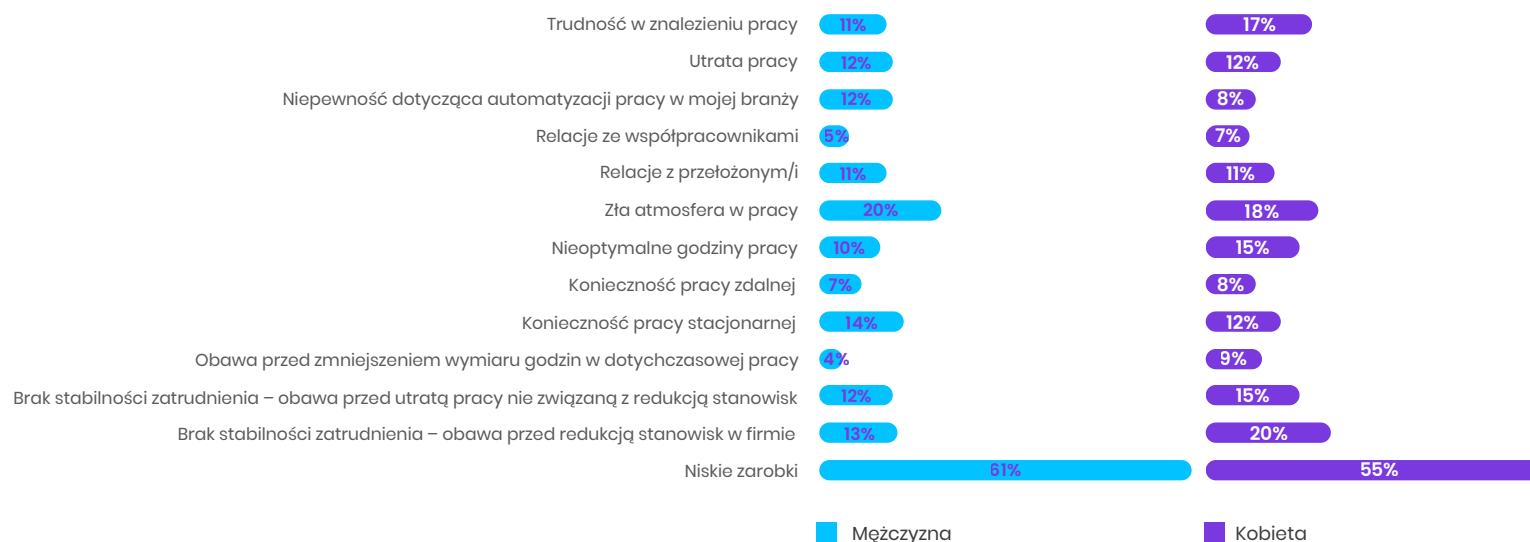 Trudność w znalezieniu pracy 11% 17%
Utrata pracy 12% 12%
Niepewność dotycząca automatyzacji pracy w mojej branży 12% 8%
Relacje ze współpracownikami 5% 7%
Relacje z przełożonym/i 11% 11%
Zła atmosfera w pracy 20% 18%
Nieoptymalne godziny pracy 10% 15%
Konieczność pracy zdalnej 7% 8%
Konieczność pracy stacjonarnej 14% 12%
Obawa przed zmniejszeniem wymiaru godzin w dotychczasowej pracy 4% 9%
Brak stabilności zatrudnienia – obawa przed utratą pracy nie związaną z redukcją stanowisk 12% 15%
Brak stabilności zatrudnienia – obawa przed redukcją stanowisk w firmie 13% 20%
Niskie zarobki 61% 55%
Mężczyzna Kobieta